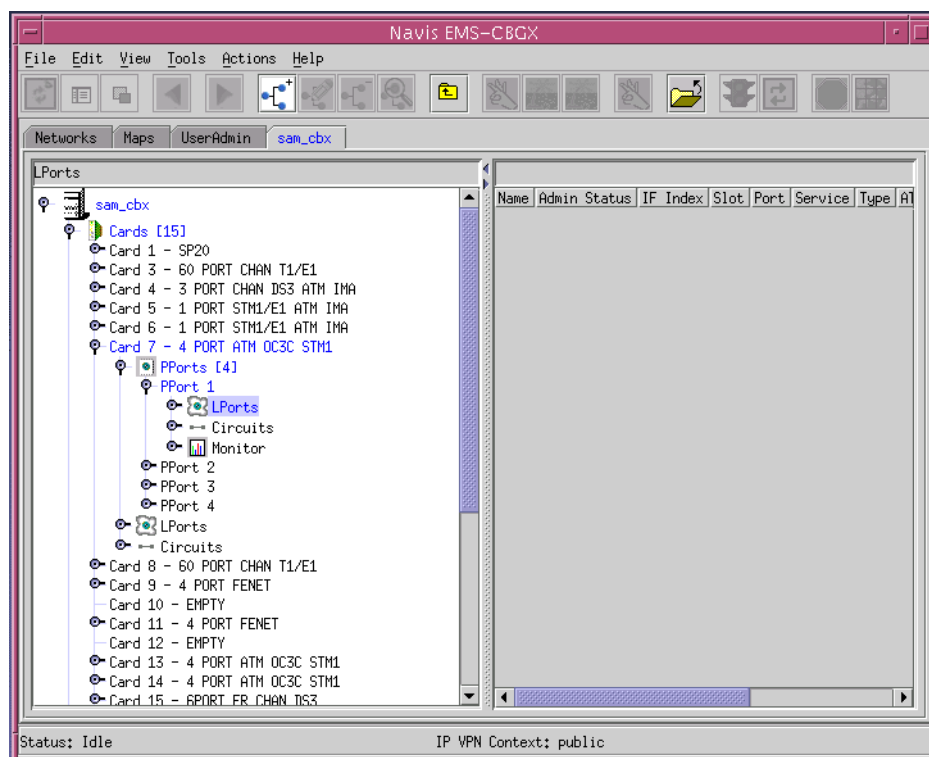 Navis EMS-CBGX
File Edit View Tools Actions Help
Networks Maps UserAdmin sam_cbx
LPorts
sam_cbx
Cards [15]
Card 1 - SP20
Card 3 - 60 PORT CHAN T1/E1
Card 4 - 3 PORT CHAN DS3 ATM IMA
Card 5 - 1 PORT STM1/E1 ATM IMA
Card 6 - 1 PORT STM1/E1 ATM IMA
Card 7 - 4 PORT ATM OC3C STM1
PPorts [4]
PPort 1
LPorts
Circuits
Monitor
PPort 2
PPort 3
PPort 4
LPorts
Circuits
Card 8 - 60 PORT CHAN T1/E1
Card 9 - 4 PORT FENET
Card 10 - EMPTY
Card 11 - 4 PORT FENET
Card 12 - EMPTY
Card 13 - 4 PORT ATM OC3C STM1
Card 14 - 4 PORT ATM OC3C STM1
Card 15 - 6PORT FR CHAN DS3
Name Admin Status IF Index Slot Port Service Type
Status: Idle IP VPN Context: public